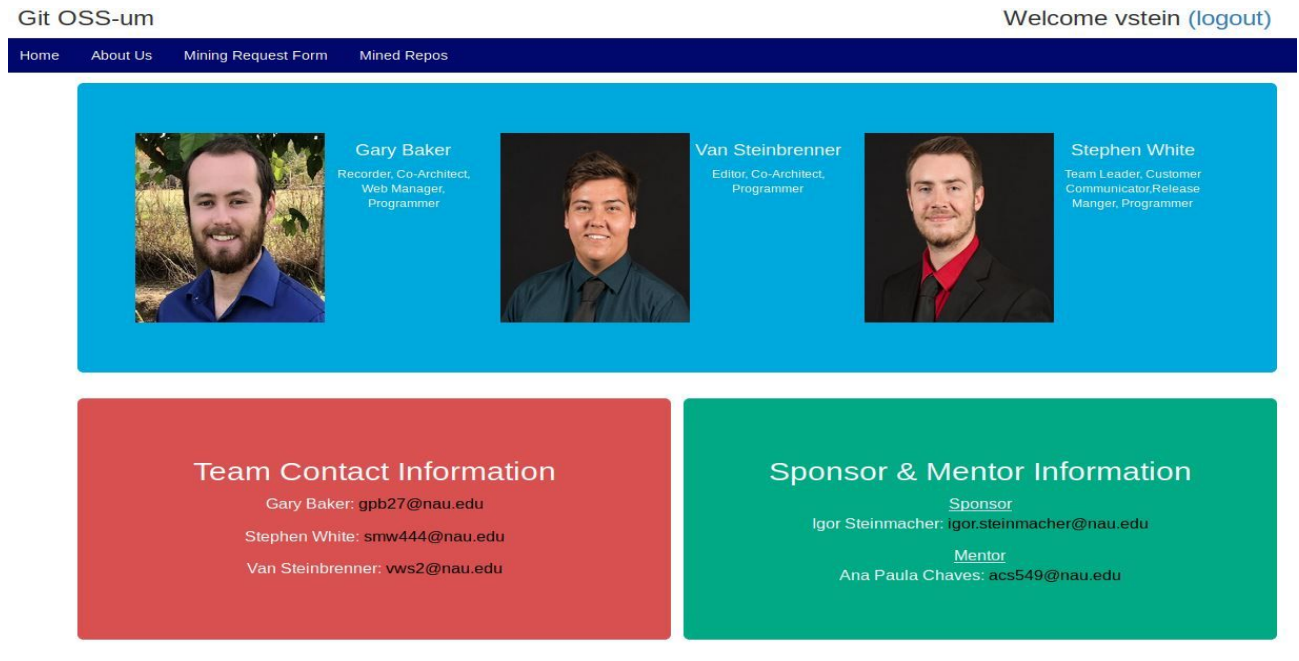 Git OSS-um
Welcome vstein (logout)
Home About Us Mining Request Form Mined Repos
Gary Baker
Recorder, Co-Architect,
Web Manager,
Programmer
Van Steinbrenner
Editor, Co-Architect,
Programmer
Stephen White
Team Leader, Customer
Communicator,Release
Manger, Programmer
Team Contact Information
Gary Baker: gpb27@nau.edu
Stephen White: smw444@nau.edu
Van Steinbrenner: vws2@nau.edu
Sponsor & Mentor Information
Sponsor
Igor Steinmacher: igor.steinmacher@nau.edu
Mentor
Ana Paula Chaves: acs549@nau.edu